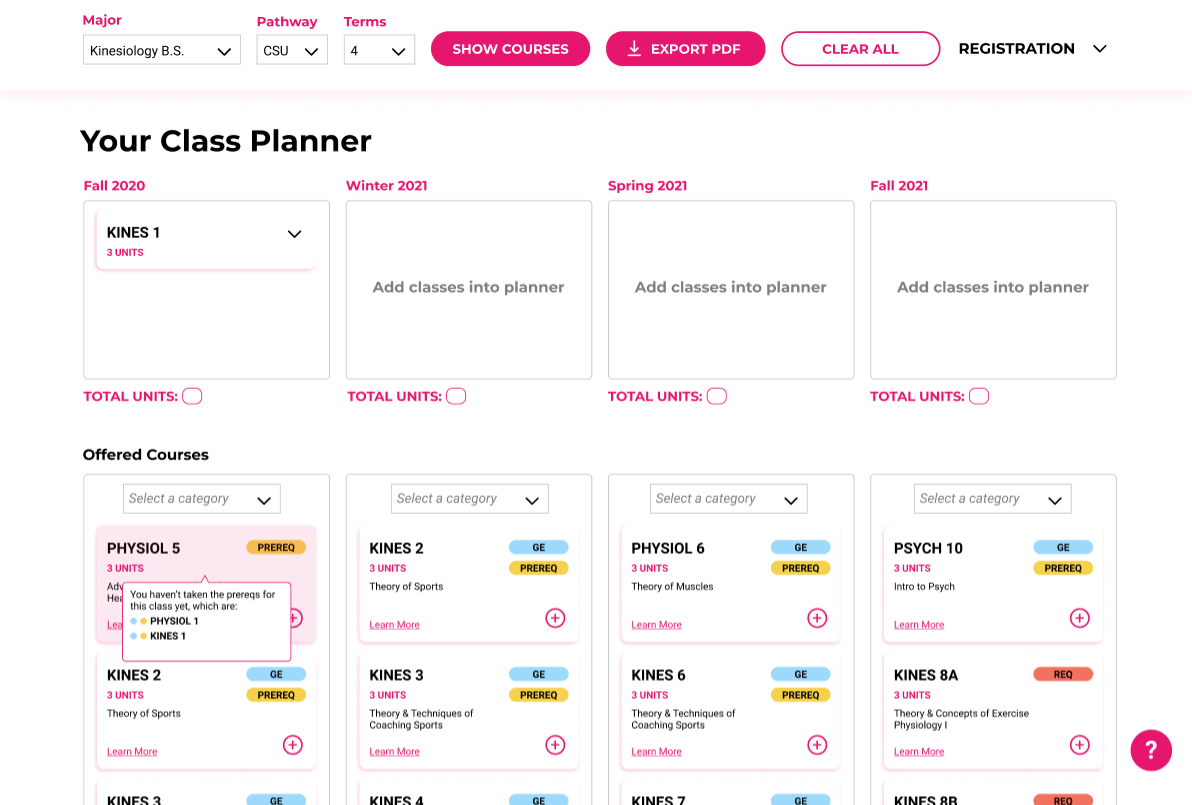 Major
Pathway
Terms
Kinesiology B.S.
CSU
4
SHOW COURSES
EXPORT PDF
CLEAR ALL
REGISTRATION
Your Class Planner
Fall 2020
Winter 2021
Spring 2021
Fall 2021
KINES 1
3 UNITS
Add classes into planner
Add classes into planner
Add classes into planner
TOTAL UNITS:
TOTAL UNITS:
TOTAL UNITS:
TOTAL UNITS:
Offered Courses
Select a category
PHYSIOL 5
PREREQ
3 UNITS
You haven't taken the prereqs for
this class yet, which are:
PHYSIOL 1
KINES 1
KINES 2
GE
3 UNITS
PREREQ
Theory of Sports
Learn More
KINES 3
GE
Select a category
KINES 2
GE
3 UNITS
PREREQ
Theory of Sports
Learn More
KINES 3
GE
3 UNITS
PREREQ
Theory & Techniques of
Coaching Sports
Learn More
KINES 4
GE
Select a category
PHYSIOL 6
GE
3 UNITS
PREREQ
Theory of Muscles
Learn More
KINES 6
GE
3 UNITS
PREREQ
Theory & Techniques of
Coaching Sports
Learn More
KINES 7
GE
Select a category
PSYCH 10
GE
3 UNITS
PREREQ
Intro to Psych
Learn More
KINES 8A
REQ
3 UNITS
Theory & Concepts of Exercise
Physiology I
Learn More
KINES 8B
REQ
?